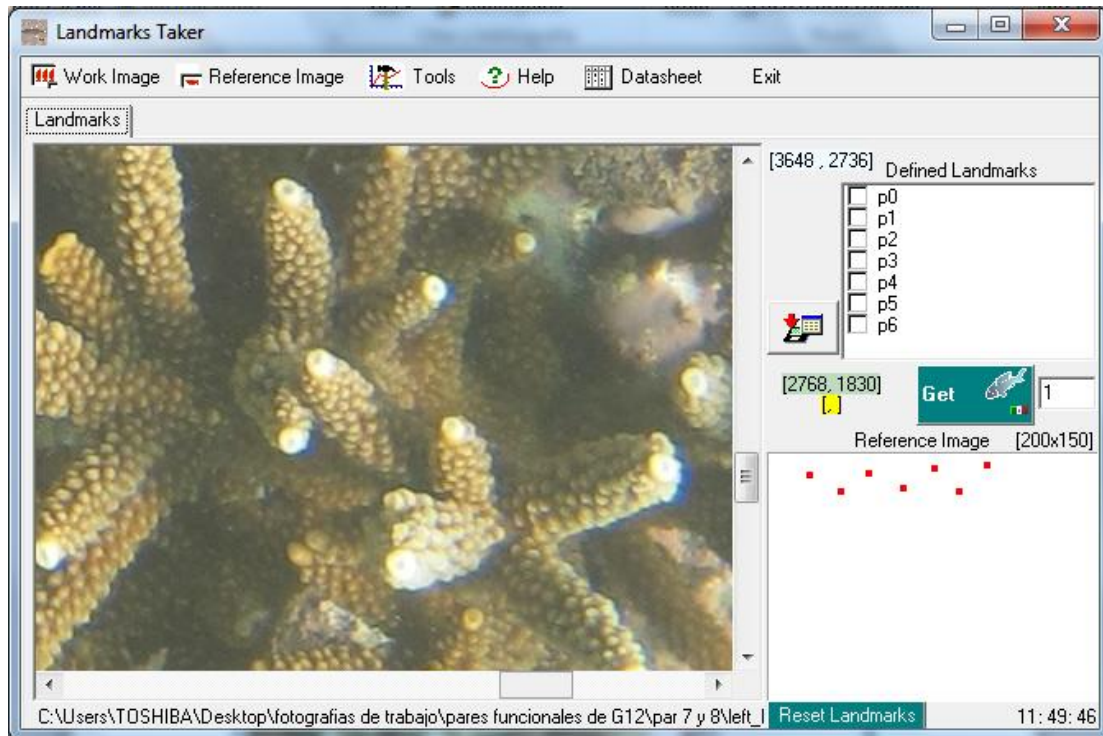 Landmarks Taker
Work Image Reference Image Tools Help Datasheet Exit
Landmarks
[3648 , 2736] Defined Landmarks
p0
p1
p2
p3
p4
p5
p6
[2768, 1830]
[,]
Get 1
Reference Image [200x150]
C:\Users\TOSHIBA\Desktop\fotografias de trabajo\pares funcionales de G12\par 7 y 8\left_
Reset Landmarks 11: 49: 46